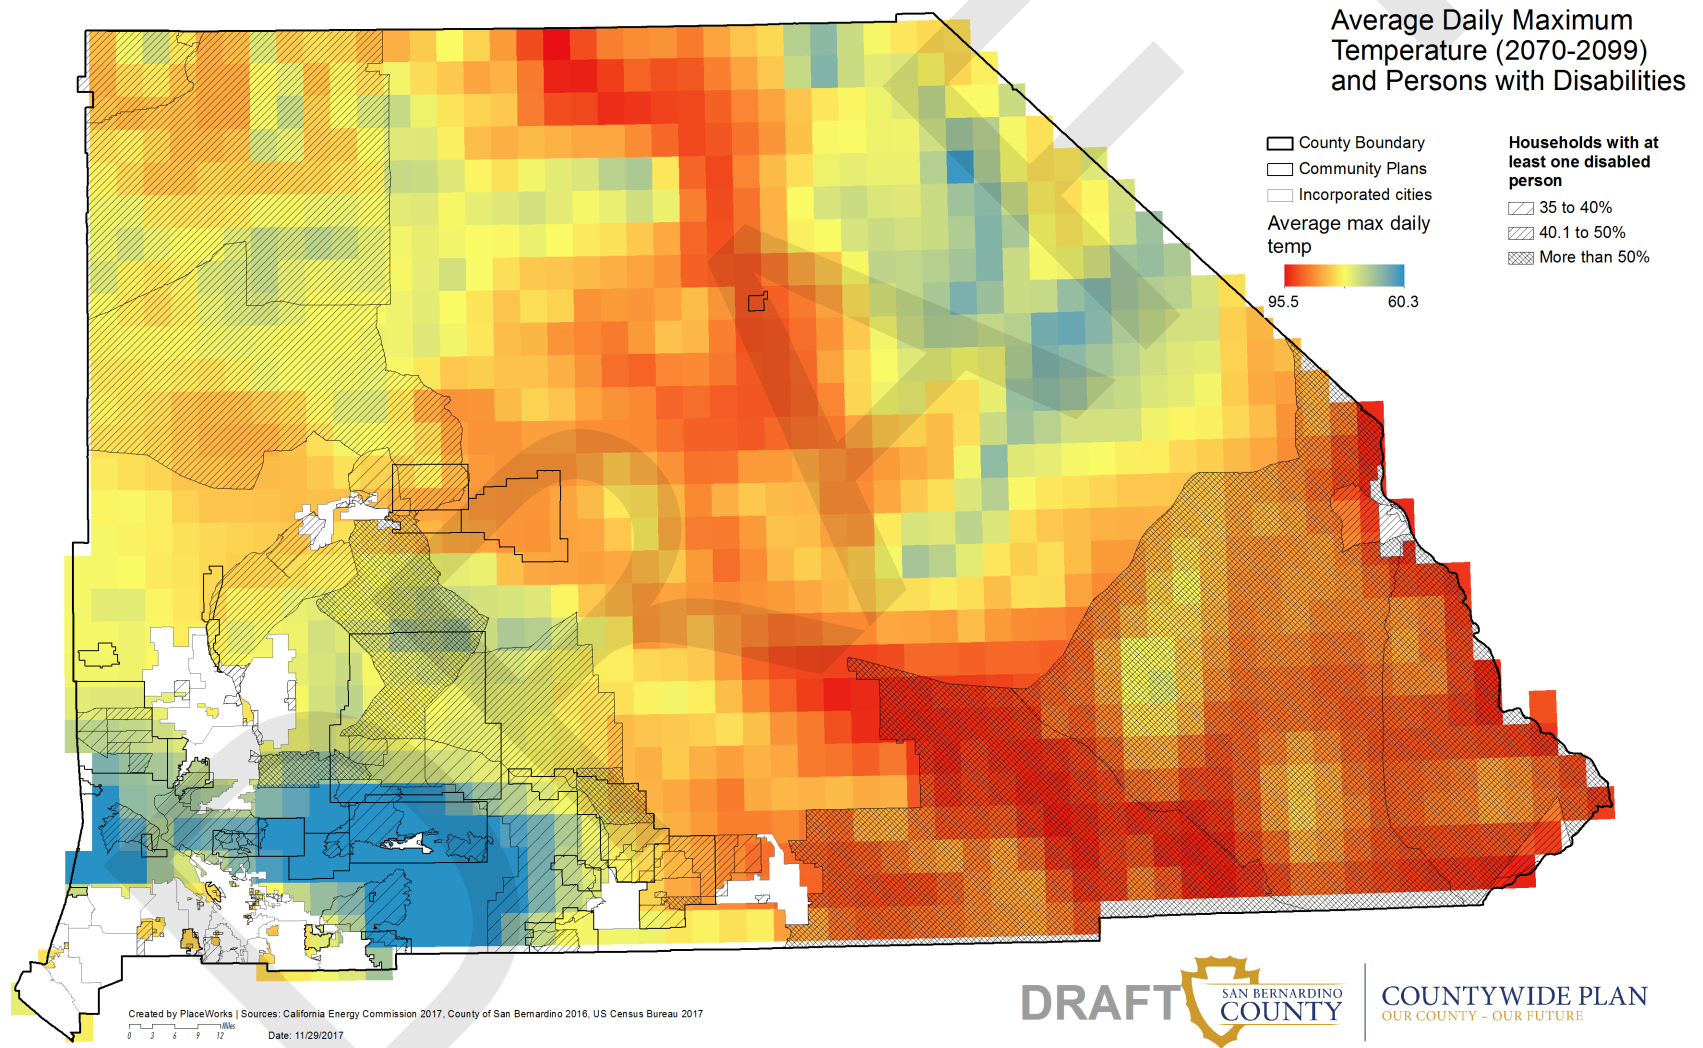 Average Daily Maximum
Temperature (2070-2099)
and Persons with Disabilities
County Boundary
Community Plans
Incorporated cities
Average max daily
temp
95.5
60.3
Households with at
least one disabled
person
35 to 40%
40.1 to 50%
More than 50%
DRAFT
Created by PlaceWorks | Sources: California Energy Commission 2017, County of San Bernardino 2016, US Census Bureau 2017
Miles
0 3 6 9 12
Date: 11/29/2017
DRAFT
SAN BERNARDINO
COUNTY
COUNTYWIDE PLAN
OUR COUNTY – OUR FUTURE